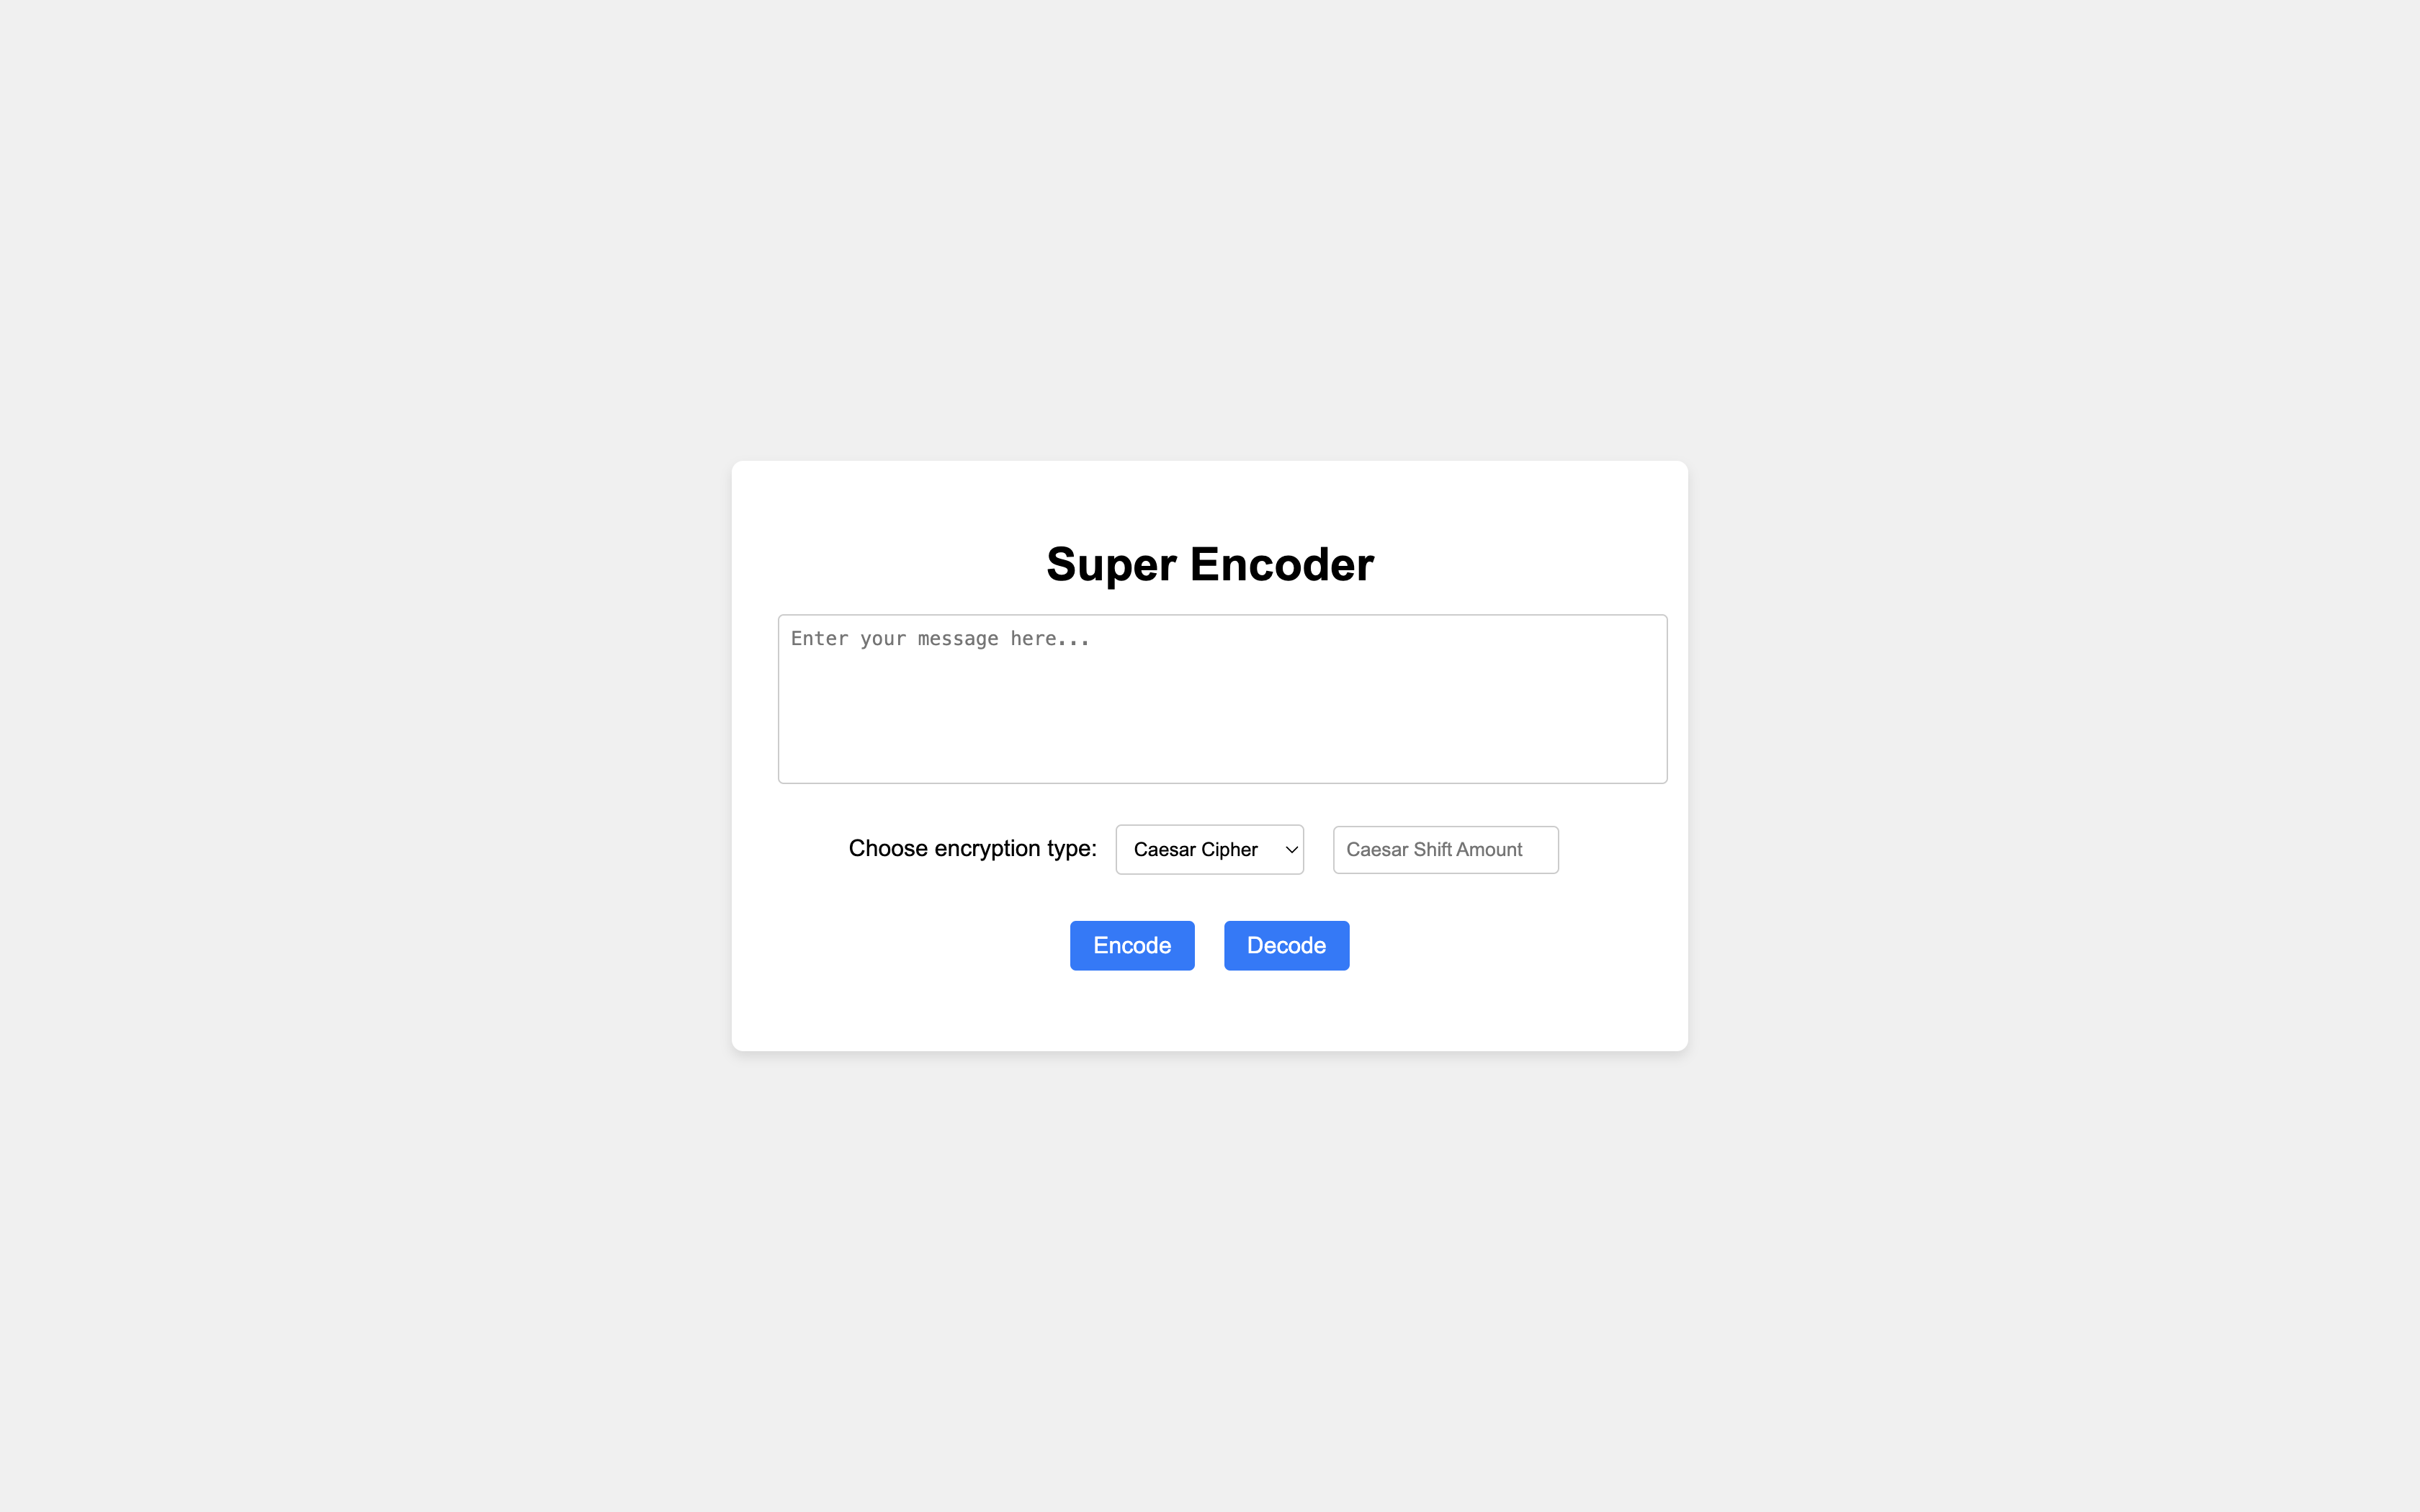 Super Encoder
Enter your message here...
Choose encryption type: Caesar Cipher Caesar Shift Amount
Encode Decode